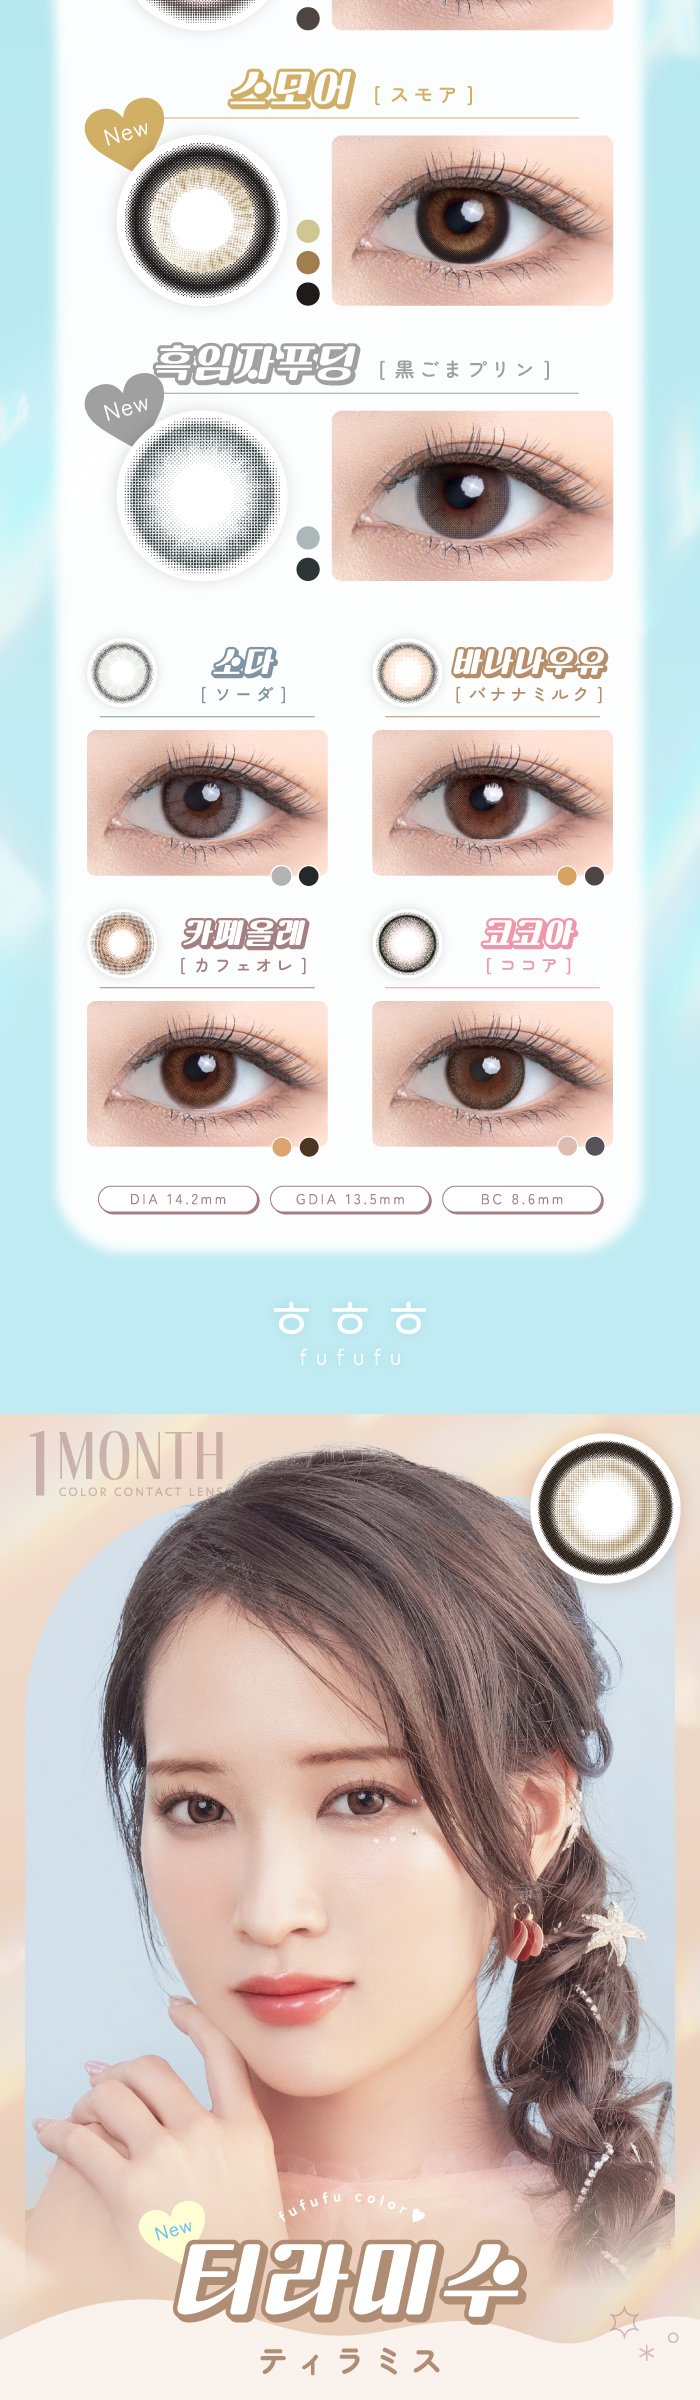 스모어 [ スモア ]
New
흑임자푸딩 [ 黒ごまプリン ]
New
소다
[ ソーダ ]
바나나우유
[ バナナミルク ]
카페올레
[ カフェオレ ]
코코아
[ ココア ]
DIA 14.2mm
GDIA 13.5mm
BC 8.6mm
ㅎㅎㅎ
fufufu
1MONTH
COLOR CONTACT LENS
fufufu color
New
티라미수
ティラミス